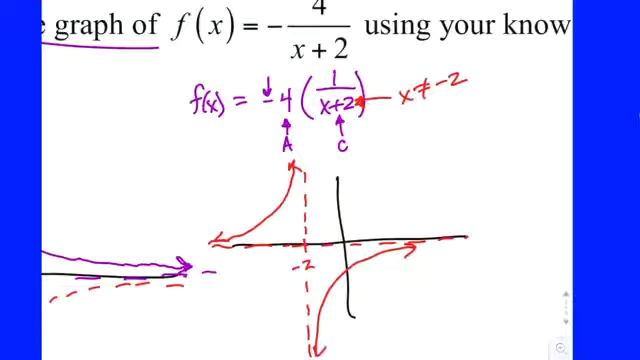 e graph of f(x) = - 4/(x + 2) using your know
f(x) = -4 (1/(x+2)) ← x ≠ -2
A C
-2